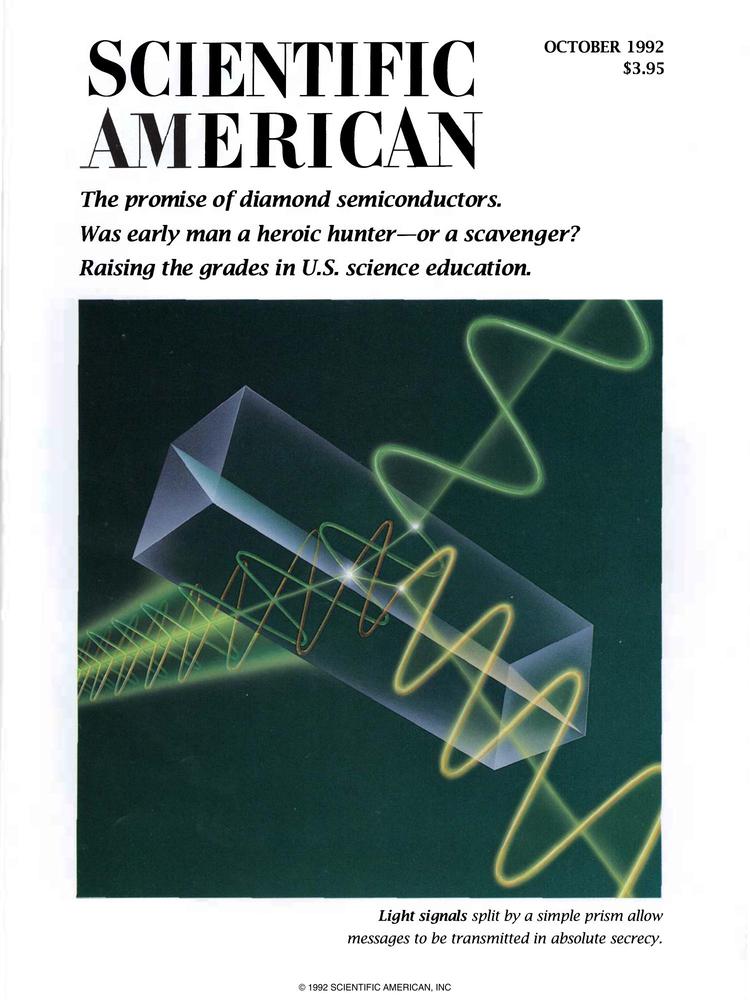 SCIENTIFIC
AMERICAN
OCTOBER 1992
$3.95
The promise of diamond semiconductors.
Was early man a heroic hunter—or a scavenger?
Raising the grades in U.S. science education.
Light signals split by a simple prism allow
messages to be transmitted in absolute secrecy.
© 1992 SCIENTIFIC AMERICAN, INC